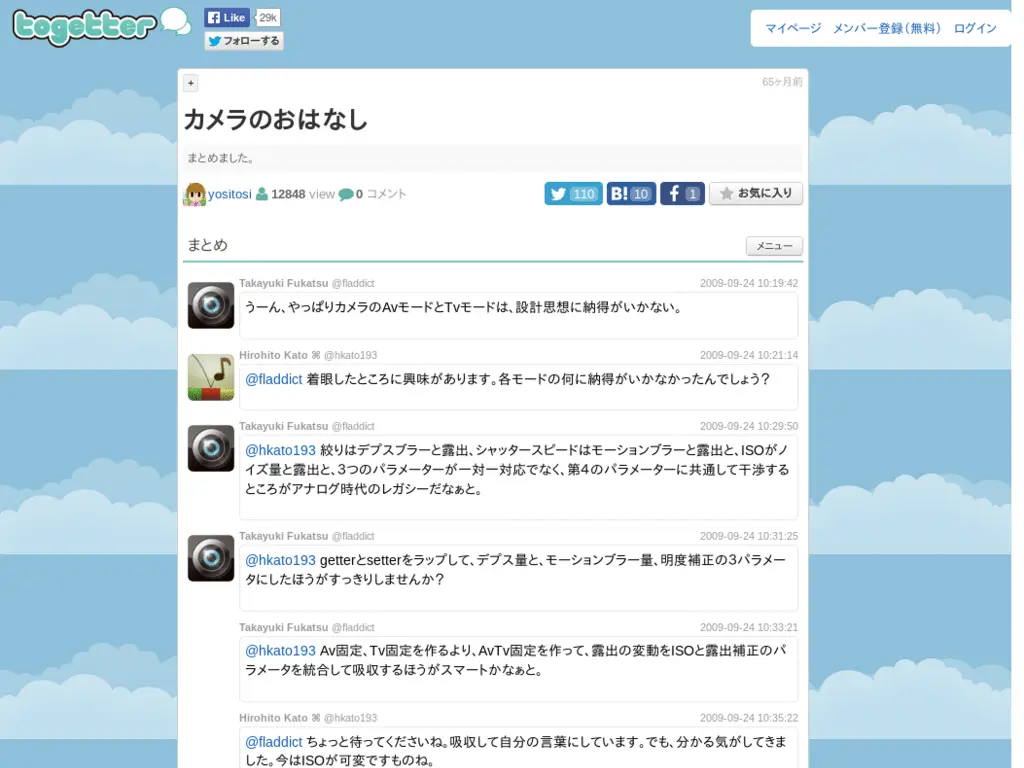 togetter
Like 29k
フォローする
マイページ メンバー登録(無料) ログイン
+
65ヶ月前
カメラのおはなし
まとめました。
yositosi 12848 view 0 コメント
110 B! 10 1 お気に入り
まとめ
メニュー
Takayuki Fukatsu @fladdict 2009-09-24 10:19:42
うーん、やっぱりカメラのAvモードとTvモードは、設計思想に納得がいかない。
Hirohito Kato ⌘ @hkato193 2009-09-24 10:21:14
@fladdict 着眼したところに興味があります。各モードの何に納得がいかなかったんでしょう?
Takayuki Fukatsu @fladdict 2009-09-24 10:29:50
@hkato193 絞りはデプスブラーと露出、シャッタースピードはモーションブラーと露出と、ISOがノ
イズ量と露出と、3つのパラメーターが一対一対応でなく、第4のパラメーターに共通して干渉する
ところがアナログ時代のレガシーだなぁと。
Takayuki Fukatsu @fladdict 2009-09-24 10:31:25
@hkato193 getterとsetterをラップして、デプス量と、モーションブラー量、明度補正の3パラメー
タにしたほうがすっきりしませんか?
Takayuki Fukatsu @fladdict 2009-09-24 10:33:21
@hkato193 Av固定、Tv固定を作るより、AvTv固定を作って、露出の変動をISOと露出補正のパ
ラメータを統合して吸収するほうがスマートかなぁと。
Hirohito Kato ⌘ @hkato193 2009-09-24 10:35:22
@fladdict ちょっと待ってくださいね。吸収して自分の言葉にしています。でも、分かる気がしてきま
した。今はISOが可変ですものね。